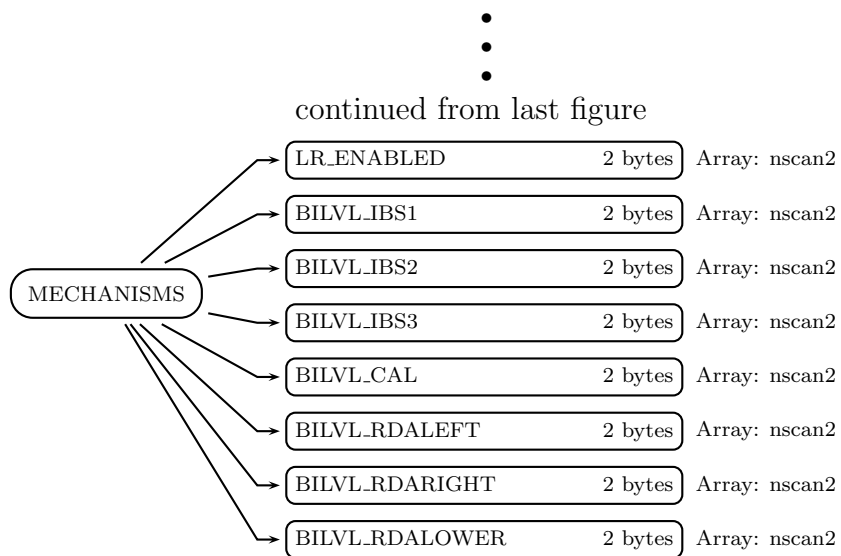 continued from last figure
LR_ENABLED 2 bytes Array: nscan2
BILVL_IBS1 2 bytes Array: nscan2
BILVL_IBS2 2 bytes Array: nscan2
MECHANISMS
BILVL_IBS3 2 bytes Array: nscan2
BILVL_CAL 2 bytes Array: nscan2
BILVL_RDALEFT 2 bytes Array: nscan2
BILVL_RDARIGHT 2 bytes Array: nscan2
BILVL_RDALOWER 2 bytes Array: nscan2